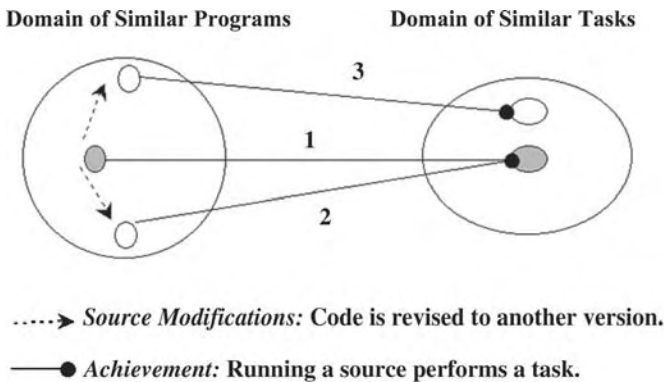 Domain of Similar Programs
Domain of Similar Tasks
3
1
2
Source Modifications: Code is revised to another version.
Achievement: Running a source performs a task.